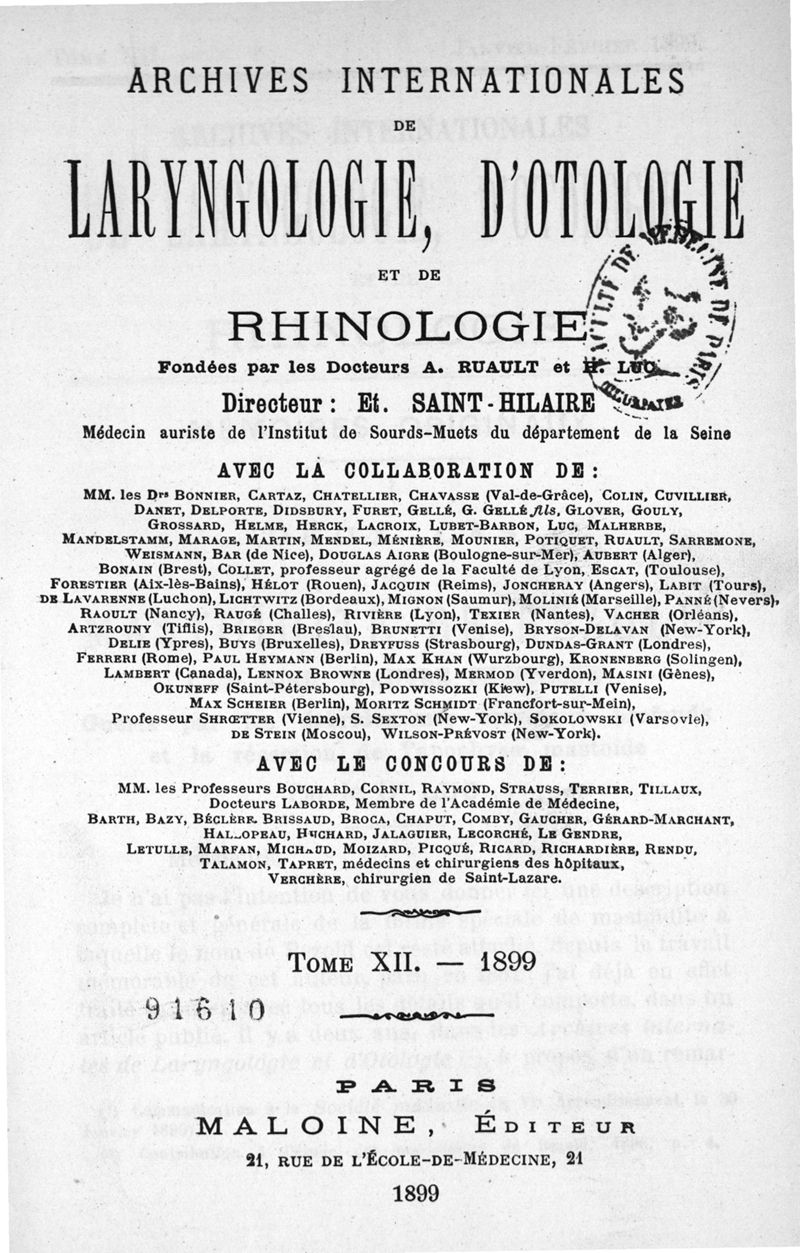 ARCHIVES INTERNATIONALES
DE
LARYNGOLOGIE, D'OTOLOGIE
ET DE
RHINOLOGIE
Fondées par les Docteurs A. RUAULT et H. LUC
Directeur : Et. SAINT-HILAIRE
Médecin auriste de l'Institut de Sourds-Muets du département de la Seine
AVEC LA COLLABORATION DE :
MM. les Drs BONNIER, CARTAZ, CHATELLIER, CHAVASSE (Val-de-Grâce), COLIN, CUVILLIER,
DANET, DELPORTE, DIDSBURY, FURET, GELLÉ, G. GELLÉ fils, GLOVER, GOULY,
GROSSARD, HELME, HERCK, LACROIX, LUBET-BARBON, LUC, MALHERBE,
MANDELSTAMM, MARAGE, MARTIN, MENDEL, MÉNIÈRE, MOUNIER, POTIQUET, RUAULT, SARREMONE,
WEISMANN, BAR (de Nice), DOUGLAS AIGRE (Boulogne-sur-Mer), AUBERT (Alger),
BONAIN (Brest), COLLET, professeur agrégé de la Faculté de Lyon, ESCAT, (Toulouse),
FORESTIER (Aix-lès-Bains), HÉLOT (Rouen), JACQUIN (Reims), JONCHERAY (Angers), LABIT (Tours),
DE LAVARENNE (Luchon), LICHTWITZ (Bordeaux), MIGNON (Saumur), MOLINIÉ (Marseille), PANNÉ (Nevers),
RAOULT (Nancy), RAUGÉ (Challes), RIVIÈRE (Lyon), TEXIER (Nantes), VACHER (Orléans),
ARTZROUNY (Tiflis), BRIEGER (Breslau), BRUNETTI (Venise), BRYSON-DELAVAN (New-York),
DELIE (Ypres), BUYS (Bruxelles), DREYFUSS (Strasbourg), DUNDAS-GRANT (Londres),
FERRERI (Rome), PAUL HEYMANN (Berlin), MAX KHAN (Wurzbourg), KRONENBERG (Solingen),
LAMBERT (Canada), LENNOX BROWNE (Londres), MERMOD (Yverdon), MASINI (Gênes),
OKUNEFF (Saint-Pétersbourg), PODWISSOZKI (Kiew), PUTELLI (Venise),
MAX SCHEIER (Berlin), MORITZ SCHMIDT (Francfort-sur-Mein),
Professeur SHRŒTTER (Vienne), S. SEXTON (New-York), SOKOLOWSKI (Varsovie),
DE STEIN (Moscou), WILSON-PRÉVOST (New-York).
AVEC LE CONCOURS DE :
MM. les Professeurs BOUCHARD, CORNIL, RAYMOND, STRAUSS, TERRIER, TILLAUX,
Docteurs LABORDE, Membre de l'Académie de Médecine,
BARTH, BAZY, BÉCLÈRE, BRISSAUD, BROCA, CHAPUT, COMBY, GAUCHER, GÉRARD-MARCHANT,
HALLOPEAU, HUCHARD, JALAGUIER, LECORCHÉ, LE GENDRE,
LETULLE, MARFAN, MICHAUD, MOIZARD, PICQUÉ, RICARD, RICHARDIÈRE, RENDU,
TALAMON, TAPRET, médecins et chirurgiens des hôpitaux,
VERCHÈRE, chirurgien de Saint-Lazare.
TOME XII. — 1899
91610
PARIS
MALOINE, ÉDITEUR
21, RUE DE L'ÉCOLE-DE-MÉDECINE, 21
1899